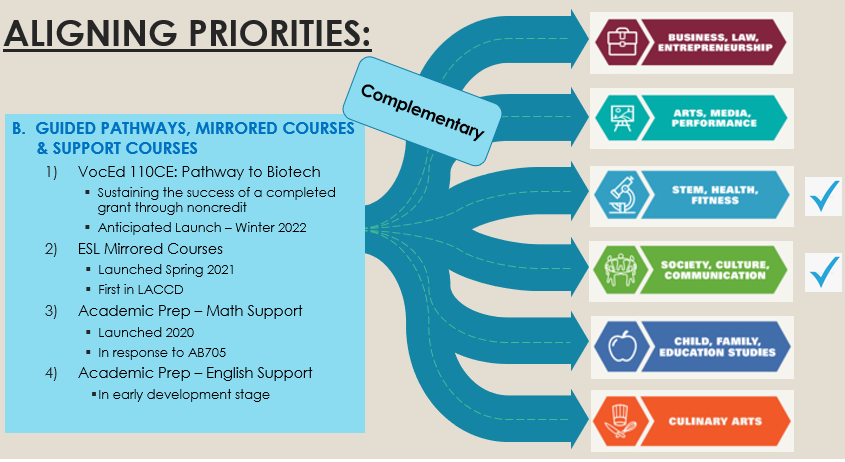 ALIGNING PRIORITIES:
B. GUIDED PATHWAYS, MIRRORED COURSES
& SUPPORT COURSES
1) VocEd 110CE: Pathway to Biotech
▪ Sustaining the success of a completed
grant through noncredit
▪ Anticipated Launch – Winter 2022
2) ESL Mirrored Courses
▪ Launched Spring 2021
▪ First in LACCD
3) Academic Prep – Math Support
▪ Launched 2020
▪ In response to AB705
4) Academic Prep – English Support
▪In early development stage
Complementary
BUSINESS, LAW,
ENTREPRENEURSHIP
ARTS, MEDIA,
PERFORMANCE
STEM, HEALTH,
FITNESS
SOCIETY, CULTURE,
COMMUNICATION
CHILD, FAMILY,
EDUCATION STUDIES
CULINARY ARTS